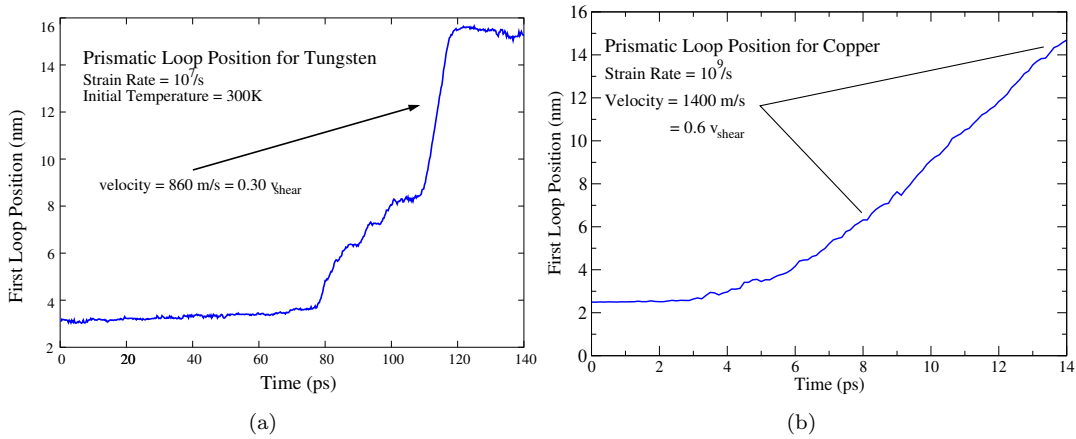 16
14
12
10
8
6
4
2
First Loop Position (nm)
Prismatic Loop Position for Tungsten
Strain Rate = 10⁷/s
Initial Temperature = 300K
velocity = 860 m/s = 0.30 v_shear
0 20 40 60 80 100 120 140
Time (ps)
(a)
16
14
12
10
8
6
4
2
0
First Loop Position (nm)
Prismatic Loop Position for Copper
Strain Rate = 10⁹/s
Velocity = 1400 m/s
= 0.6 v_shear
0 2 4 6 8 10 12 14
Time (ps)
(b)